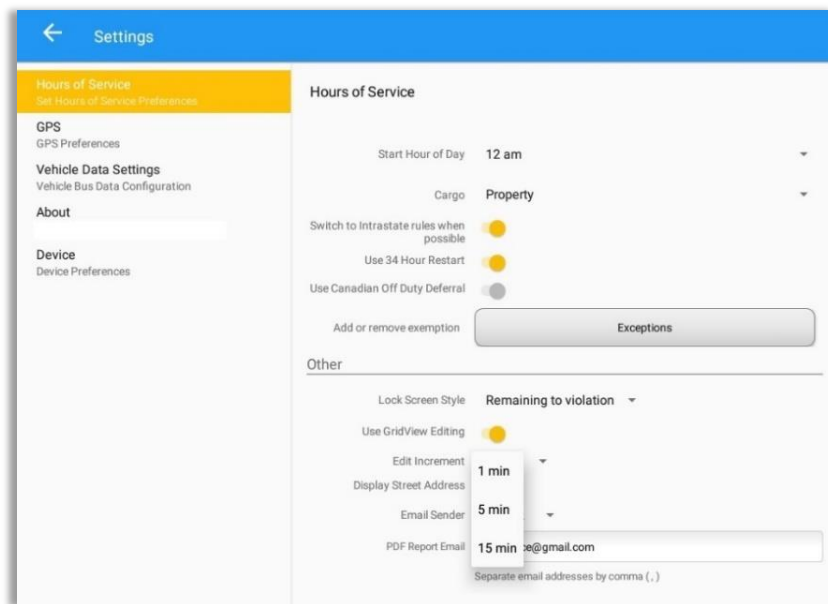 Settings
Hours of Service
Set Hours of Service Preferences
GPS
GPS Preferences
Vehicle Data Settings
Vehicle Bus Data Configuration
About
Device
Device Preferences
Hours of Service
Start Hour of Day 12 am
Cargo Property
Switch to Intrastate rules when
possible
Use 34 Hour Restart
Use Canadian Off Duty Deferral
Add or remove exemption Exceptions
Other
Lock Screen Style Remaining to violation
Use GridView Editing
Edit Increment
1 min
Display Street Address
Email Sender
5 min
PDF Report Email
15 min
e@gmail.com
Separate email addresses by comma ( , )